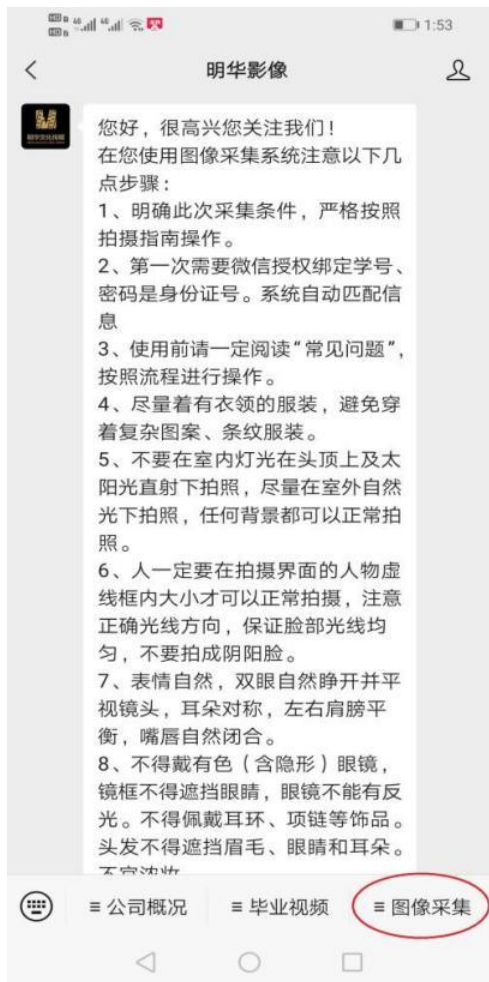 1:53
明华影像
您好，很高兴您关注我们！
在您使用图像采集系统注意以下几
点步骤：
1、明确此次采集条件，严格按照
拍摄指南操作。
2、第一次需要微信授权绑定学号、
密码是身份证号。系统自动匹配信
息
3、使用前请一定阅读“常见问题”，
按照流程进行操作。
4、尽量着有衣领的服装，避免穿
着复杂图案、条纹服装。
5、不要在室内灯光在头顶上及太
阳光直射下拍照，尽量在室外自然
光下拍照，任何背景都可以正常拍
照。
6、人一定要在拍摄界面的人物虚
线框内大小才可以正常拍摄，注意
正确光线方向，保证脸部光线均
匀，不要拍成阴阳脸。
7、表情自然，双眼自然睁开并平
视镜头，耳朵对称，左右肩膀平
衡，嘴唇自然闭合。
8、不得戴有色（含隐形）眼镜，
镜框不得遮挡眼睛，眼镜不能有反
光。不得佩戴耳环、项链等饰品。
头发不得遮挡眉毛、眼睛和耳朵。
不宜浓妆
≡ 公司概况
≡ 毕业视频
≡ 图像采集